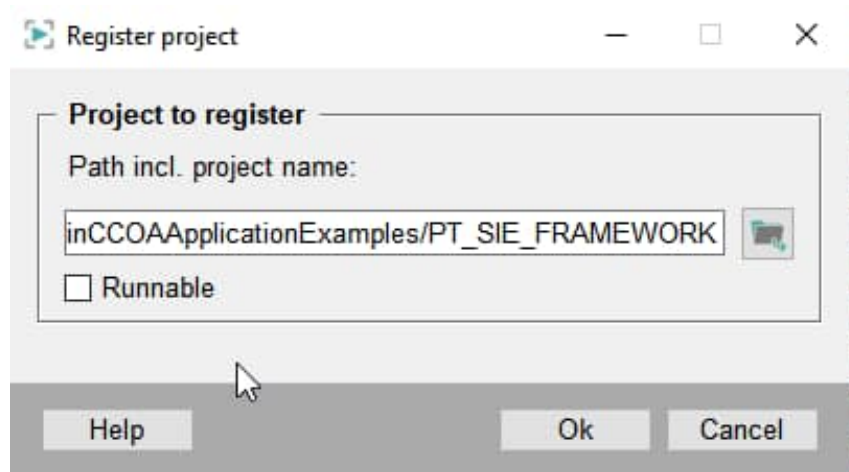 Register project
Project to register
Path incl. project name:
inCCOAApplicationExamples/PT_SIE_FRAMEWORK
Runnable
Help Ok Cancel